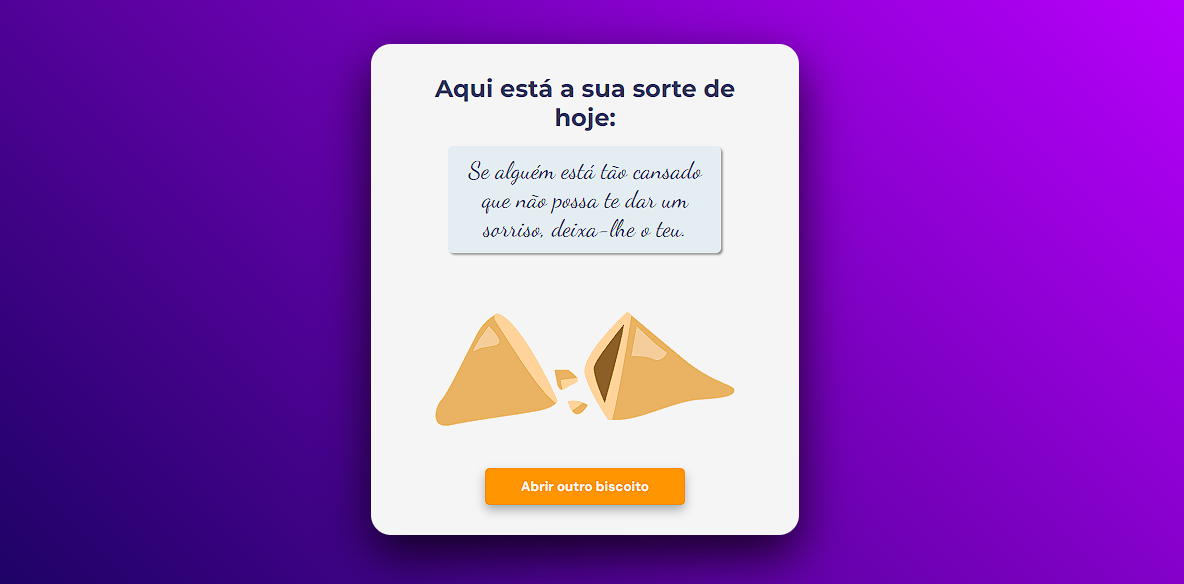 Aqui está a sua sorte de
hoje:
Se alguém está tão cansado
que não possa te dar um
sorriso, deixa-lhe o teu.
Abrir outro biscoito